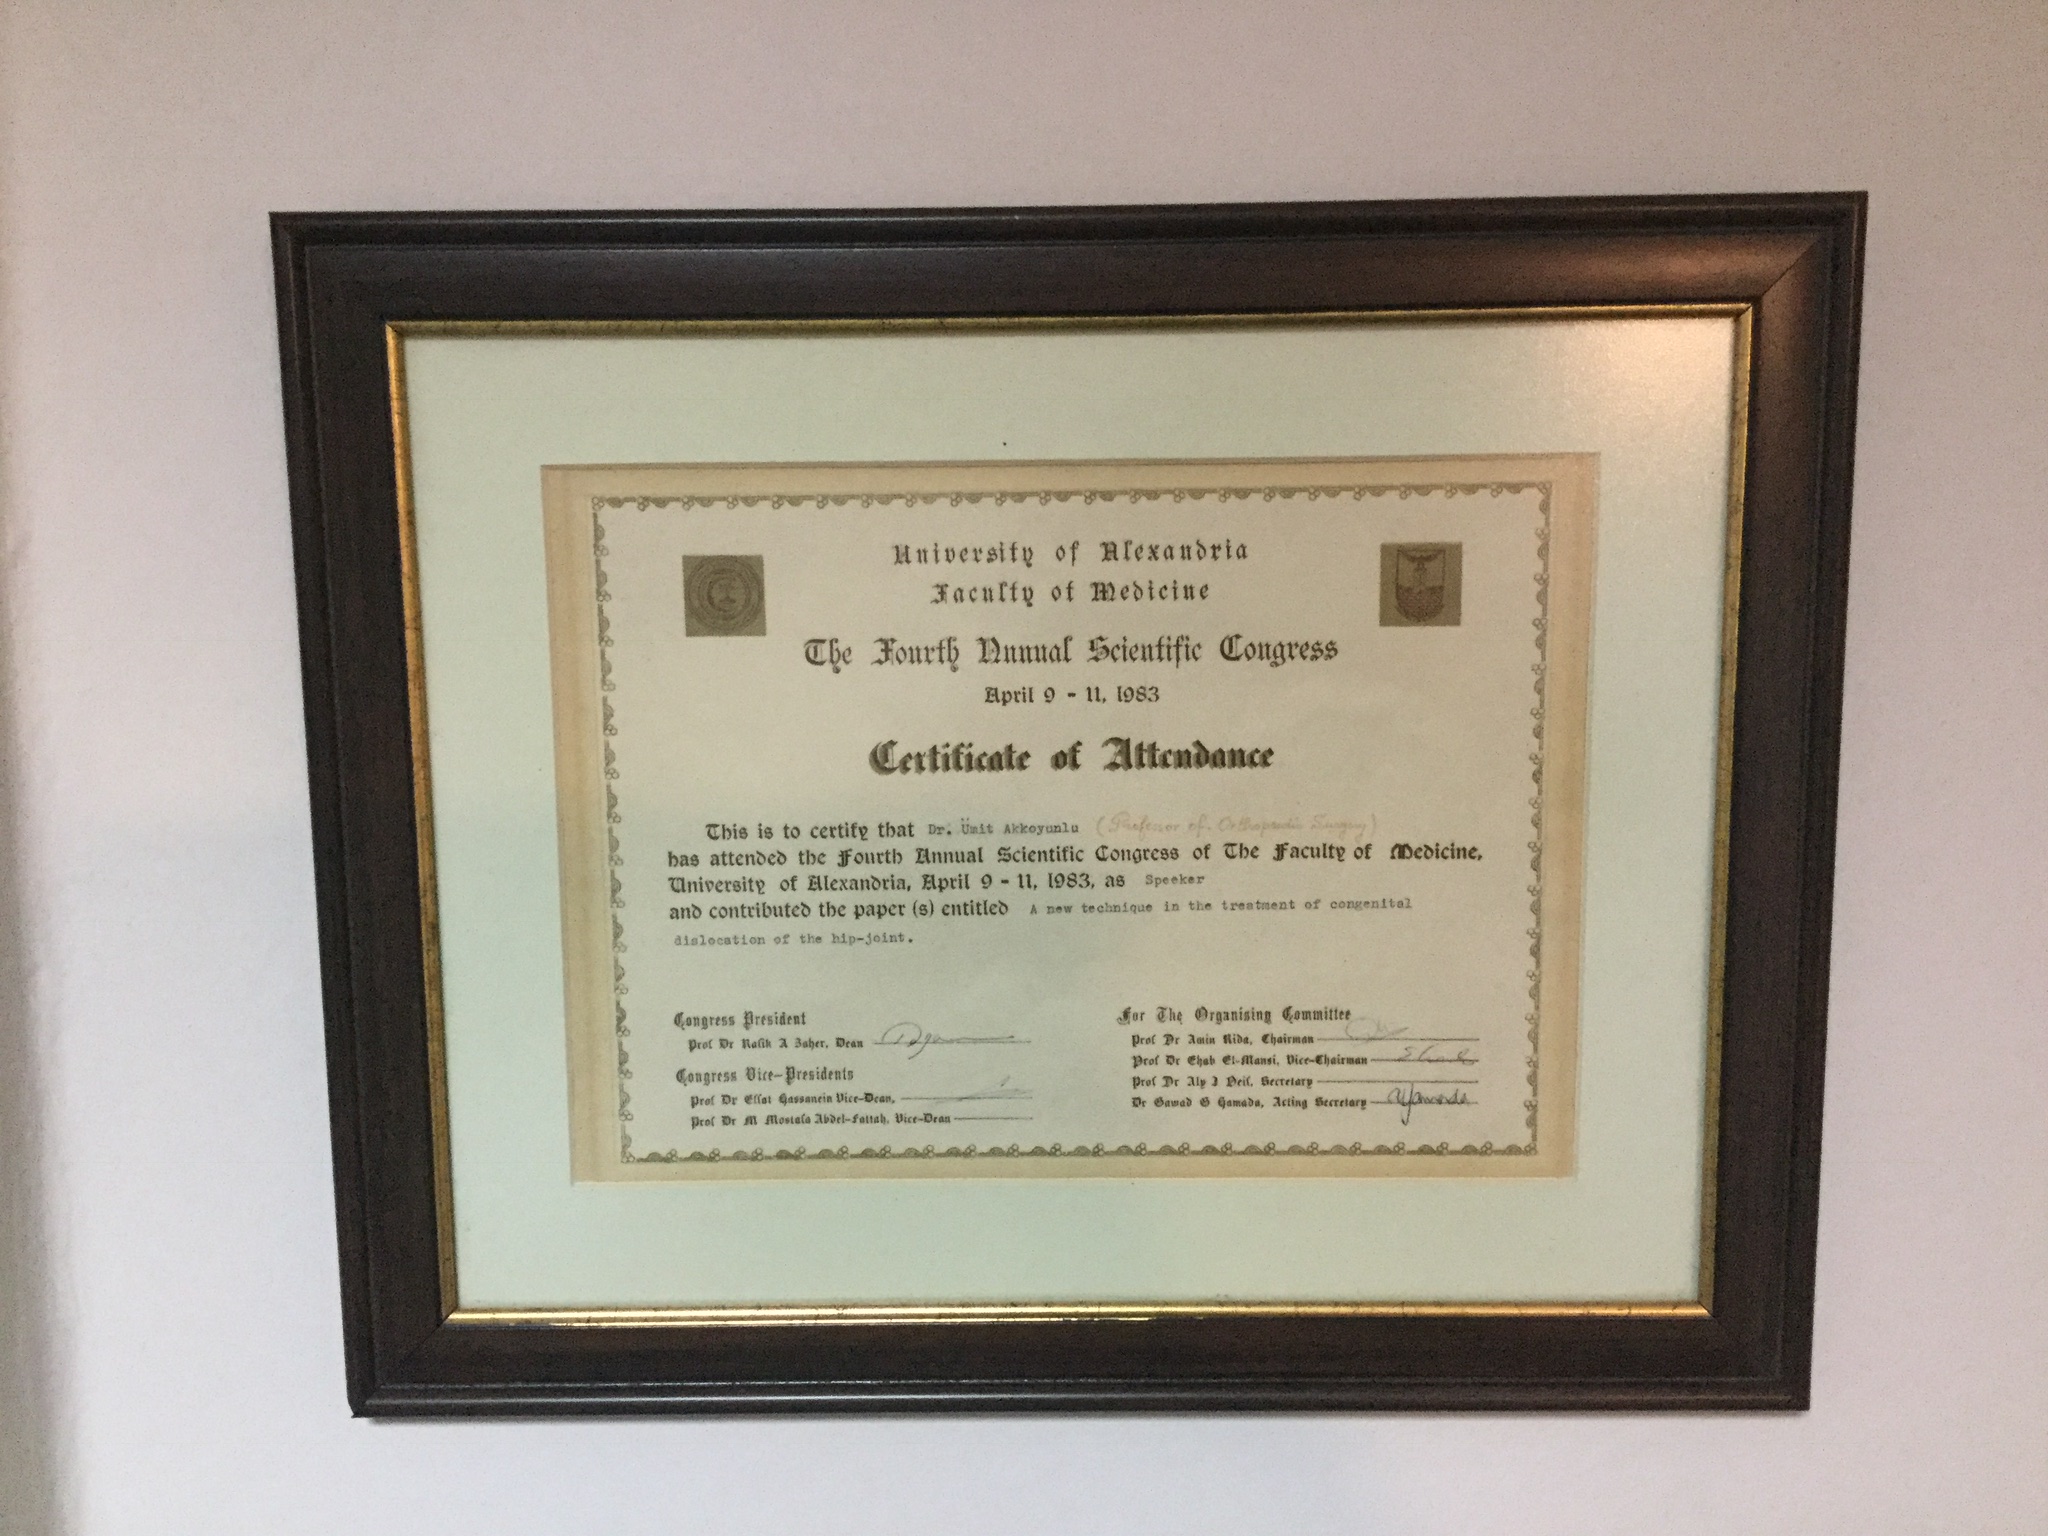 University of Alexandria
Faculty of Medicine
The Fourth Annual Scientific Congress
April 9 - 11, 1983
Certificate of Attendance
This is to certify that Dr. Ümit Akkoyunlu (Professor of Orthopaedic Surgery)
has attended the Fourth Annual Scientific Congress of The Faculty of Medicine,
University of Alexandria, April 9 - 11, 1983, as Speeker
and contributed the paper (s) entitled A new technique in the treatment of congenital
dislocation of the hip-joint.
Congress President
Prof Dr Rafik A Zaher, Dean
Congress Vice-Presidents
Prof Dr Effat Hassanein Vice-Dean,
Prof Dr M Mostafa Abdel-Fattah, Vice-Dean
For The Organising Committee
Prof Dr Amin Rida, Chairman
Prof Dr Ehab El-Mansi, Vice-Chairman
Prof Dr Aly Secretary
Dr Gawad G Hamada, Acting Secretary